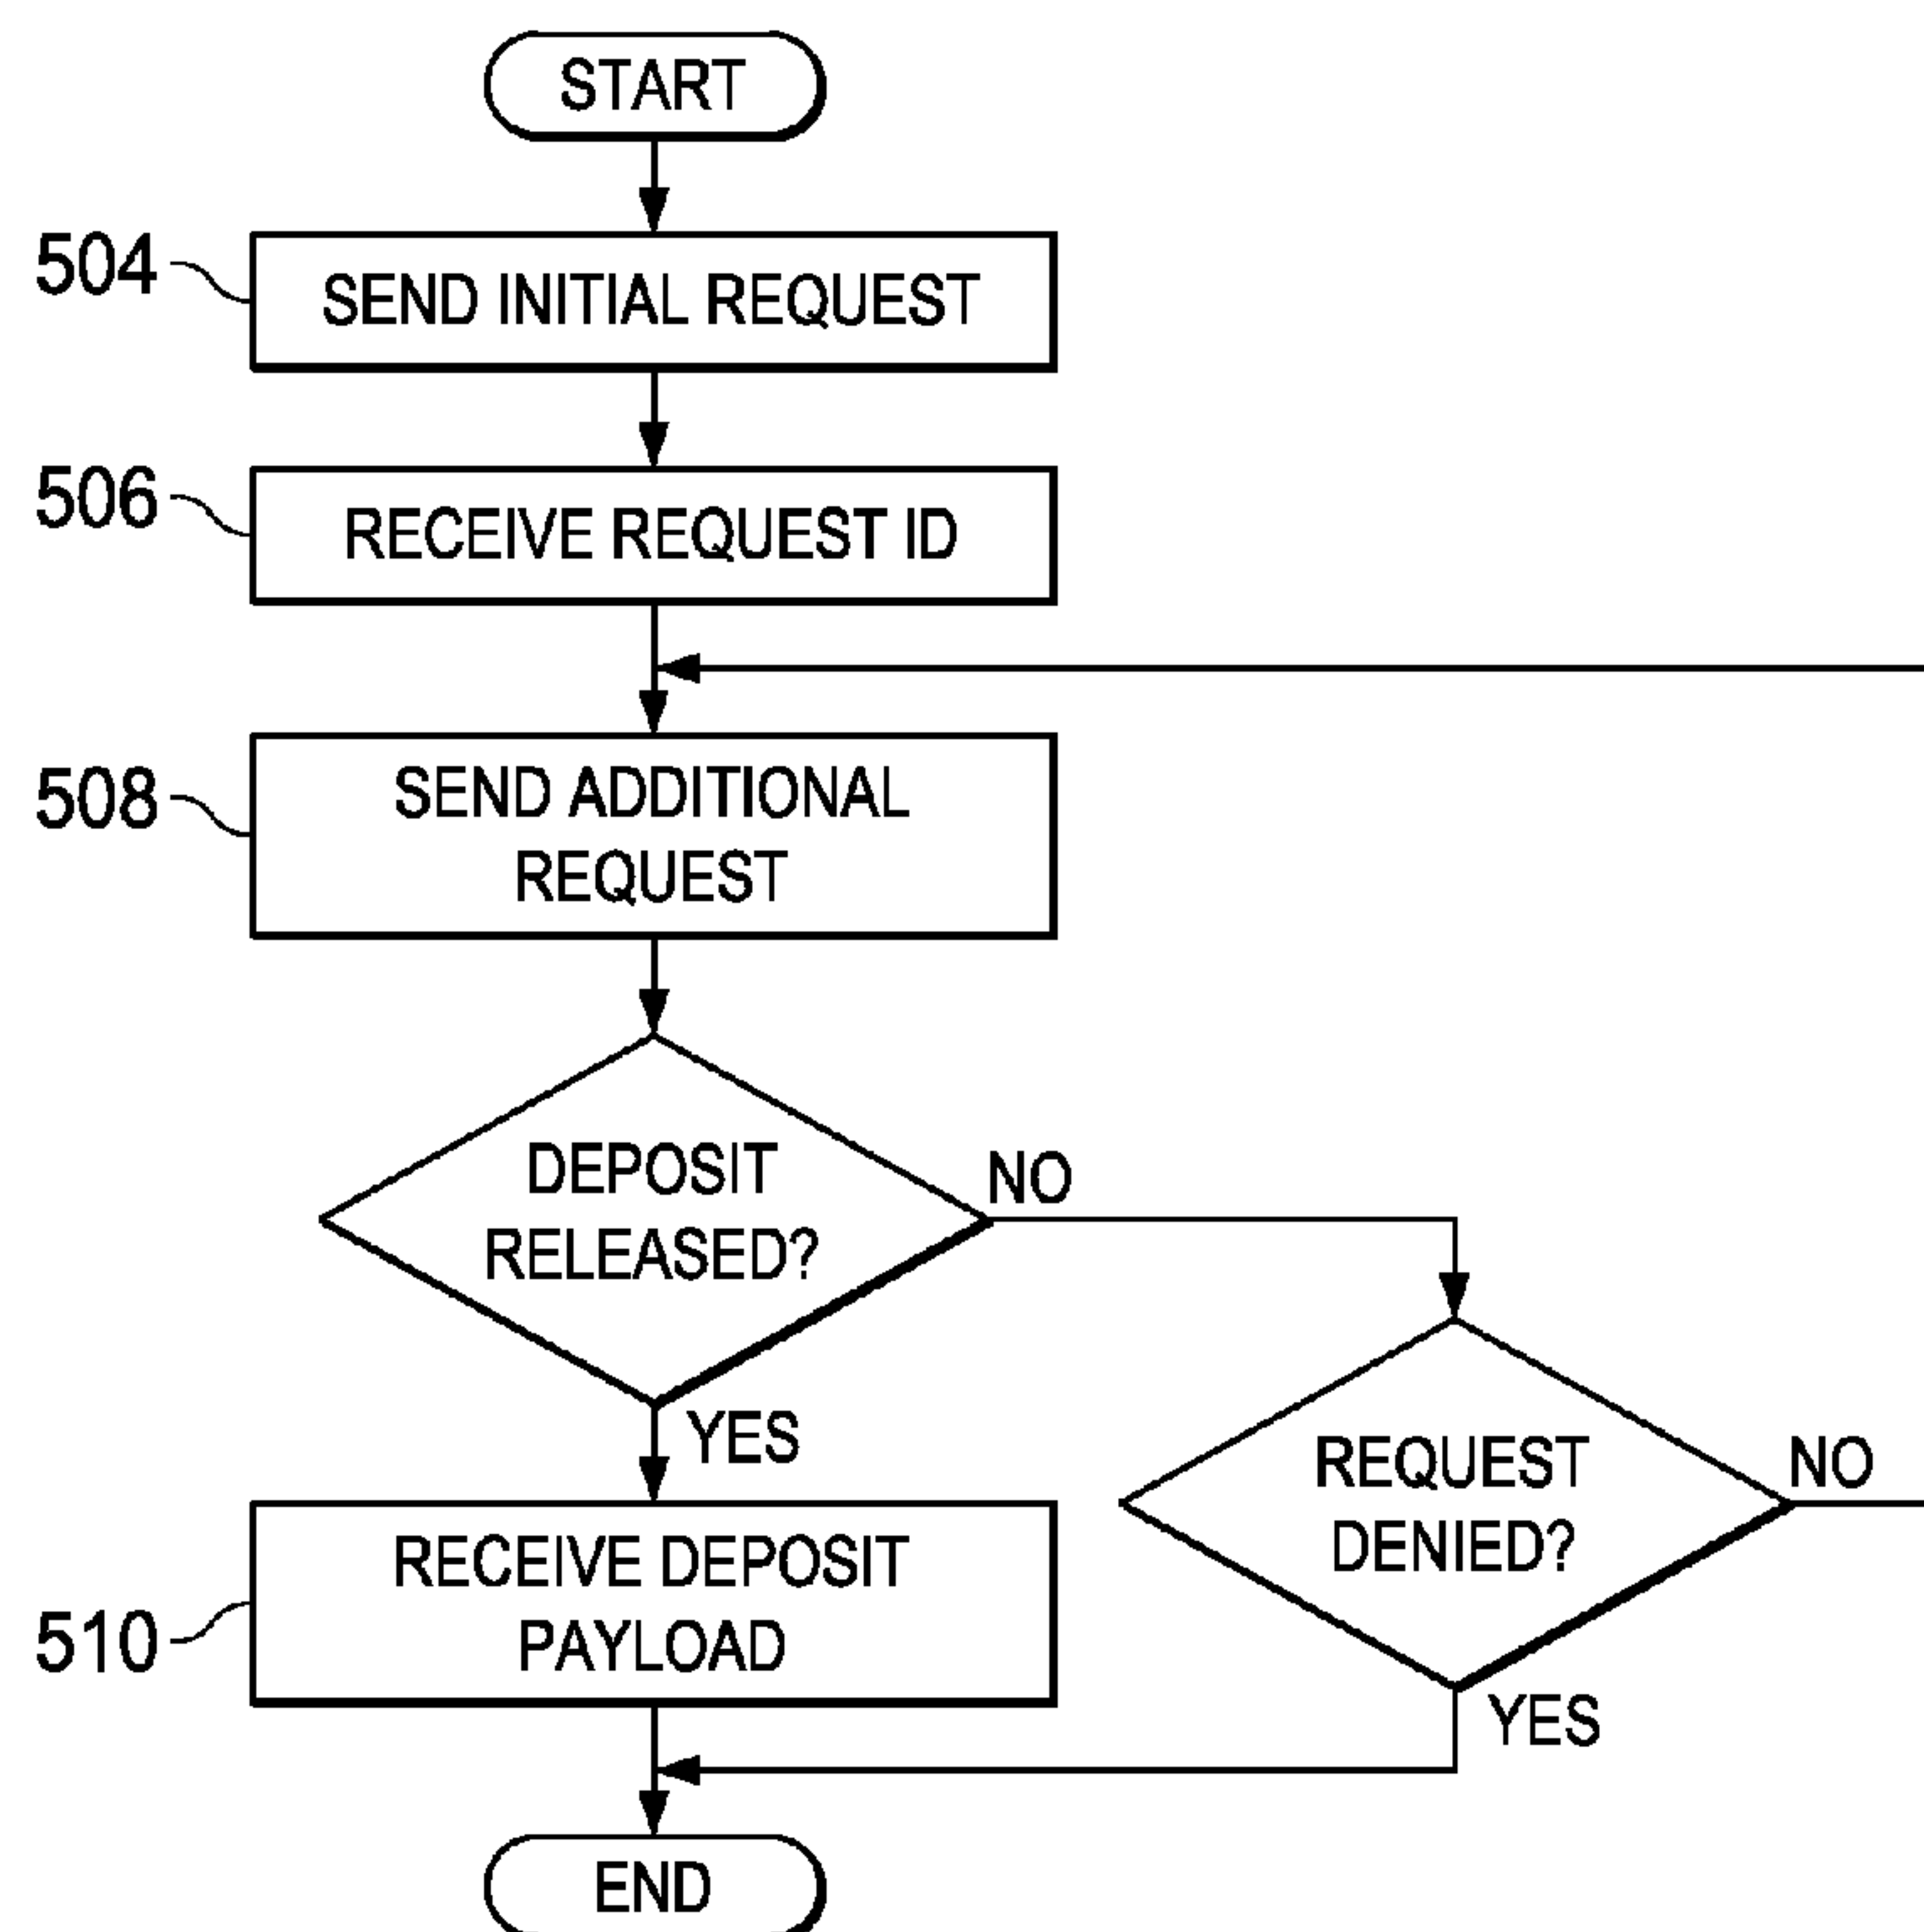 START
504
SEND INITIAL REQUEST
506
RECEIVE REQUEST ID
508
SEND ADDITIONAL
REQUEST
DEPOSIT
RELEASED?
NO
YES
REQUEST
DENIED?
NO
YES
510
RECEIVE DEPOSIT
PAYLOAD
END